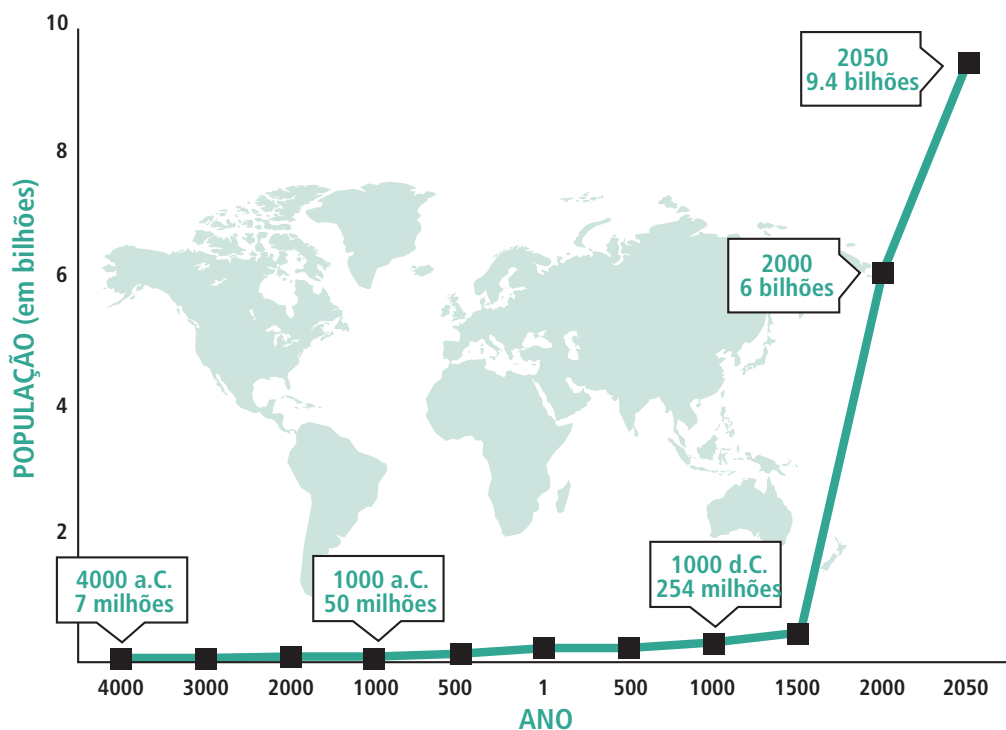 POPULAÇÃO (em bilhões)
10
8
6
4
2
2050
9.4 bilhões
2000
6 bilhões
4000 a.C.
7 milhões
1000 a.C.
50 milhões
1000 d.C.
254 milhões
4000 3000 2000 1000 500 1 500 1000 1500 2000 2050
ANO